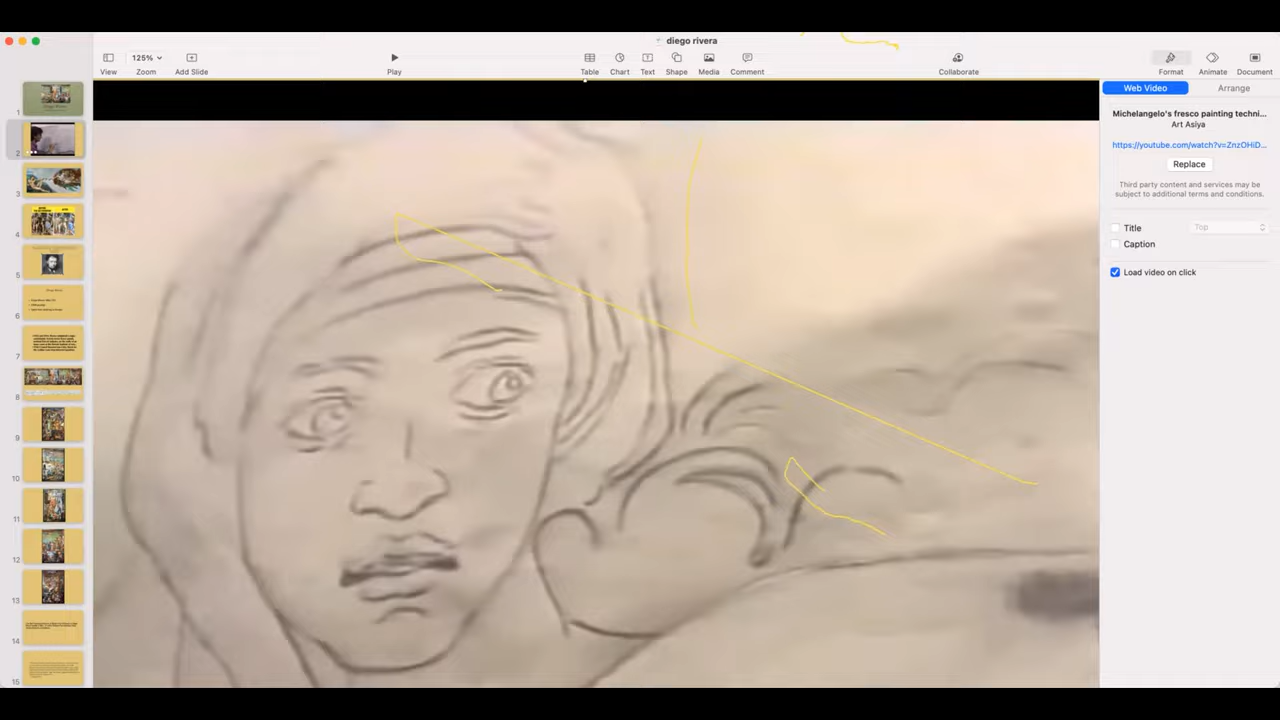 diego rivera
125%
View
Zoom
Add Slide
Play
Table
Chart
Text
Shape
Media
Comment
Collaborate
Format
Animate
Document
Web Video
Arrange
Michelangelo's fresco painting techni...
Art Asiya
https://youtube.com/watch?v=ZnzOHiD...
Replace
Third party content and services may be
subject to additional terms and conditions.
Title
Top
Caption
Load video on click
1
2
3
4
5
6
7
8
9
10
11
12
13
14
15